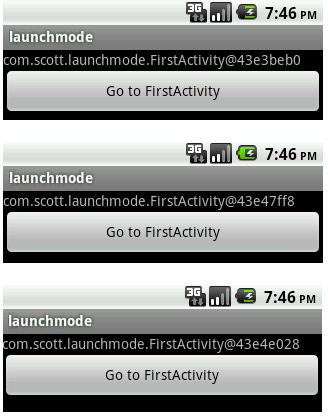 3G 7:46 PM
launchmode
com.scott.launchmode.FirstActivity@43e3beb0
Go to FirstActivity
3G 7:46 PM
launchmode
com.scott.launchmode.FirstActivity@43e47ff8
Go to FirstActivity
3G 7:46 PM
launchmode
com.scott.launchmode.FirstActivity@43e4e028
Go to FirstActivity